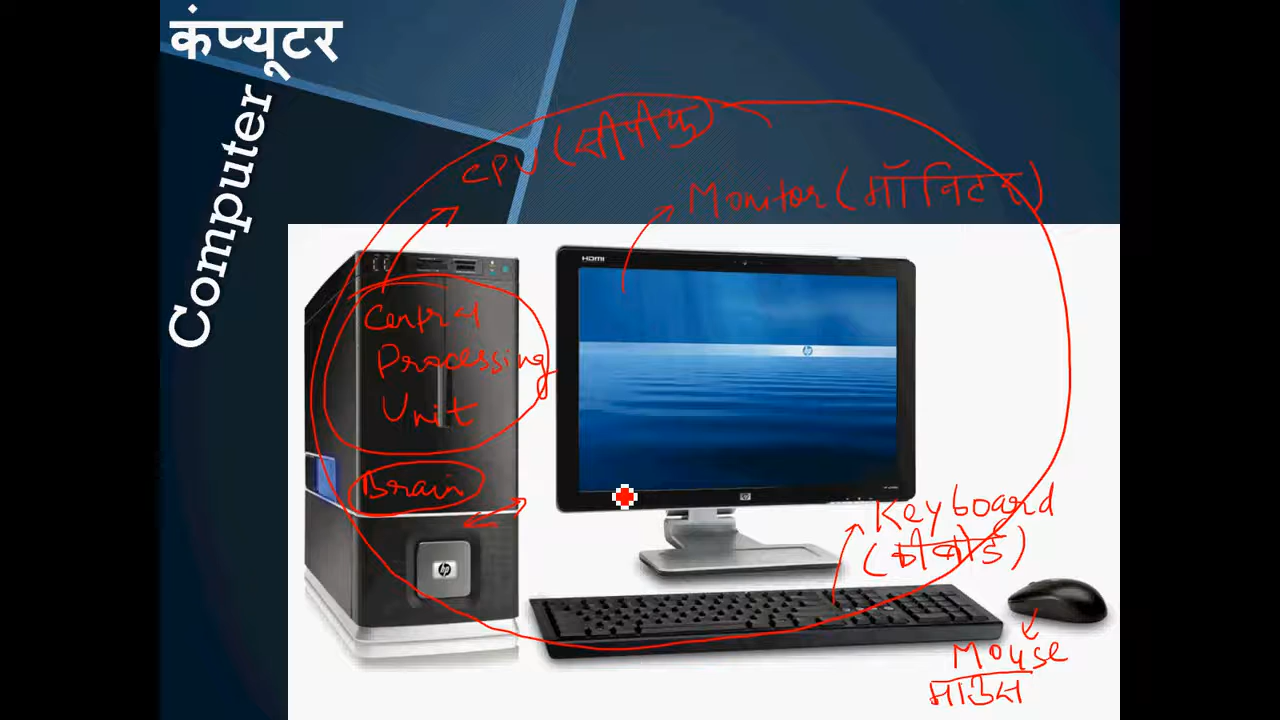 कंप्यूटर
Computer
CPU (सीपीयू)
Monitor (मॉनिटर)
HDMI
Central
Processing
Unit
Brain
hp
Keyboard
(कीबोर्ड)
Mouse
माउस